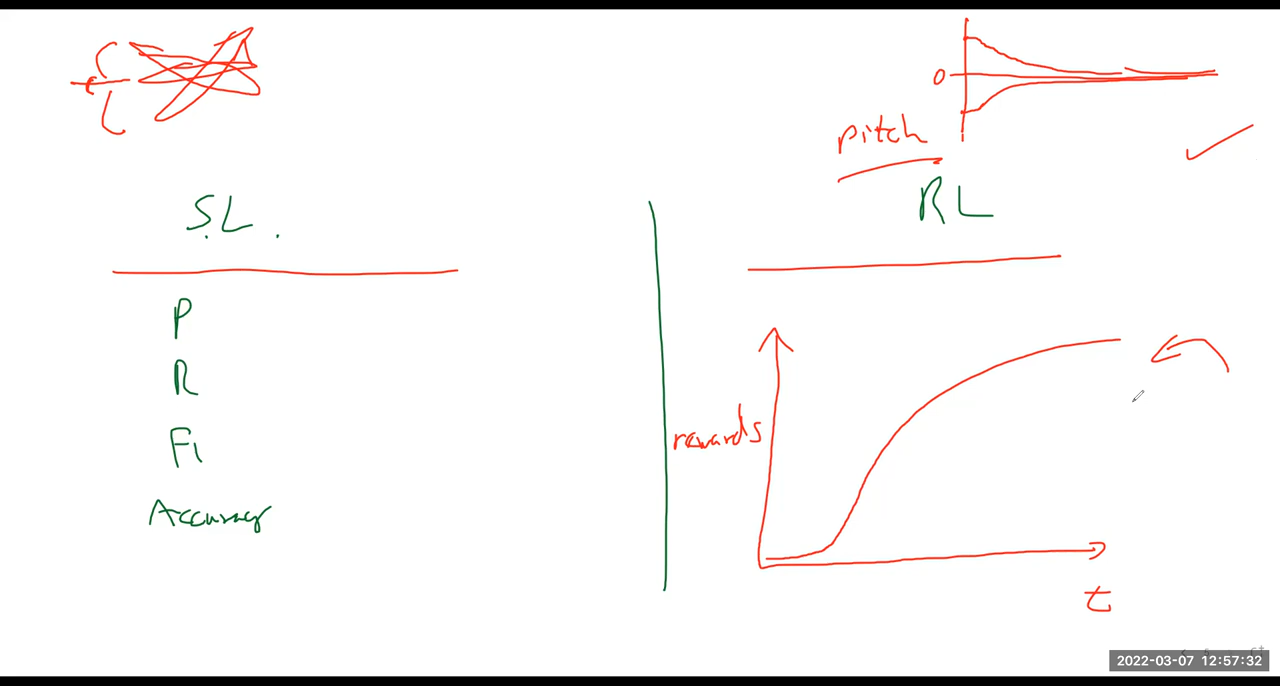 0
pitch
S.L.
RL
P
R
F1
Accuracy
rewards
t
2022-03-07 12:57:32